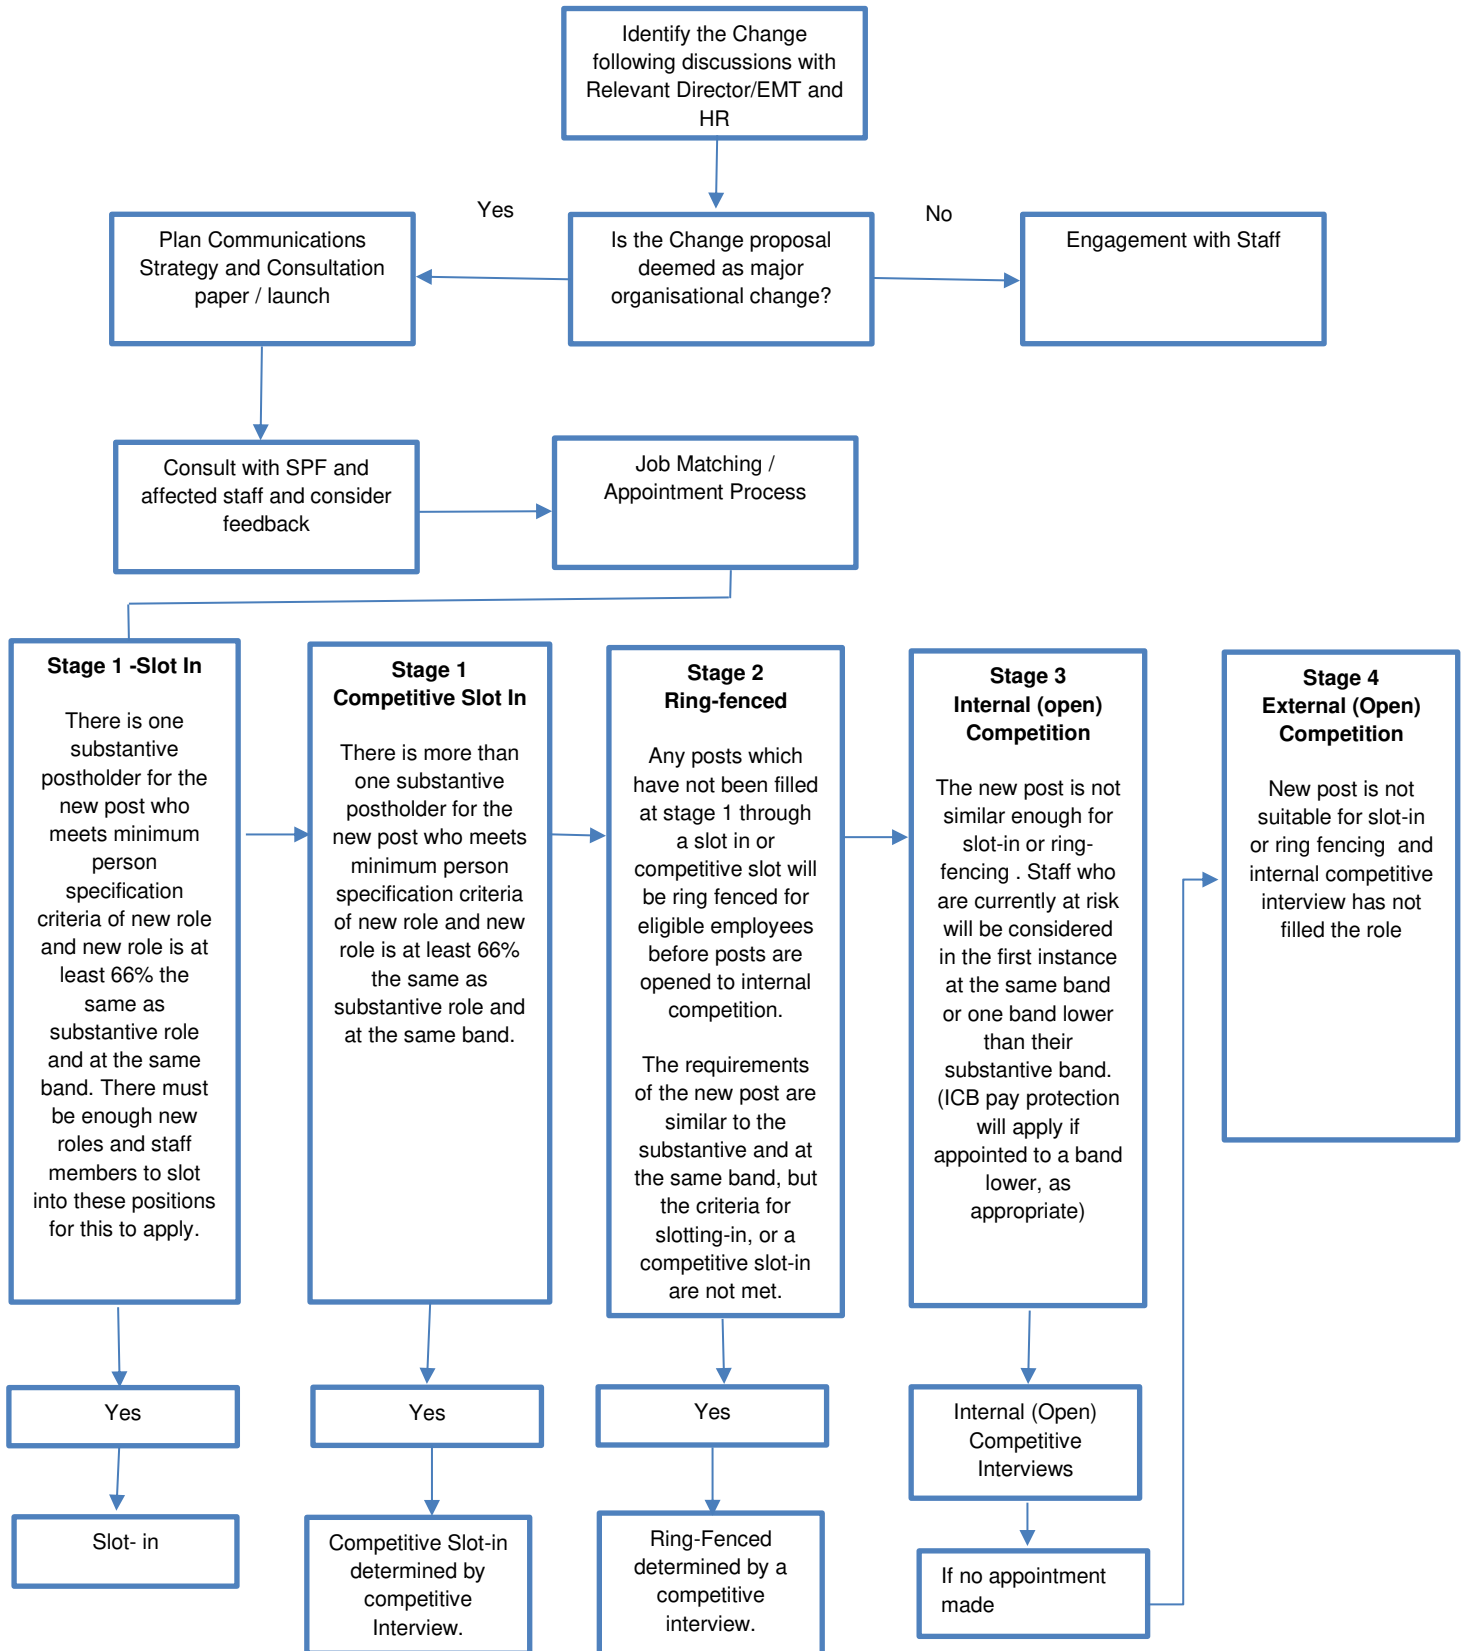 Identify the Change
following discussions with
Relevant Director/EMT and
HR
Yes
No
Plan Communications
Strategy and Consultation
paper / launch
Is the Change proposal
deemed as major
organisational change?
Engagement with Staff
Consult with SPF and
affected staff and consider
feedback
Job Matching /
Appointment Process
Stage 1 -Slot In
There is one
substantive
postholder for the
new post who
meets minimum
person
specification
criteria of new role
and new role is at
least 66% the
same as
substantive role
and at the same
band. There must
be enough new
roles and staff
members to slot
into these positions
for this to apply.
Stage 1
Competitive Slot In
There is more than
one substantive
postholder for the
new post who meets
minimum person
specification criteria
of new role and new
role is at least 66%
the same as
substantive role and
at the same band.
Stage 2
Ring-fenced
Any posts which
have not been filled
at stage 1 through
a slot in or
competitive slot will
be ring fenced for
eligible employees
before posts are
opened to internal
competition.
The requirements
of the new post are
similar to the
substantive and at
the same band, but
the criteria for
slotting-in, or a
competitive slot-in
are not met.
Stage 3
Internal (open)
Competition
The new post is not
similar enough for
slot-in or ring-
fencing . Staff who
are currently at risk
will be considered
in the first instance
at the same band
or one band lower
than their
substantive band.
(ICB pay protection
will apply if
appointed to a band
lower, as
appropriate)
Stage 4
External (Open)
Competition
New post is not
suitable for slot-in
or ring fencing  and
internal competitive
interview has not
filled the role
Yes
Yes
Yes
Internal (Open)
Competitive
Interviews
Slot- in
Competitive Slot-in
determined by
competitive
Interview.
Ring-Fenced
determined by a
competitive
interview.
If no appointment
made